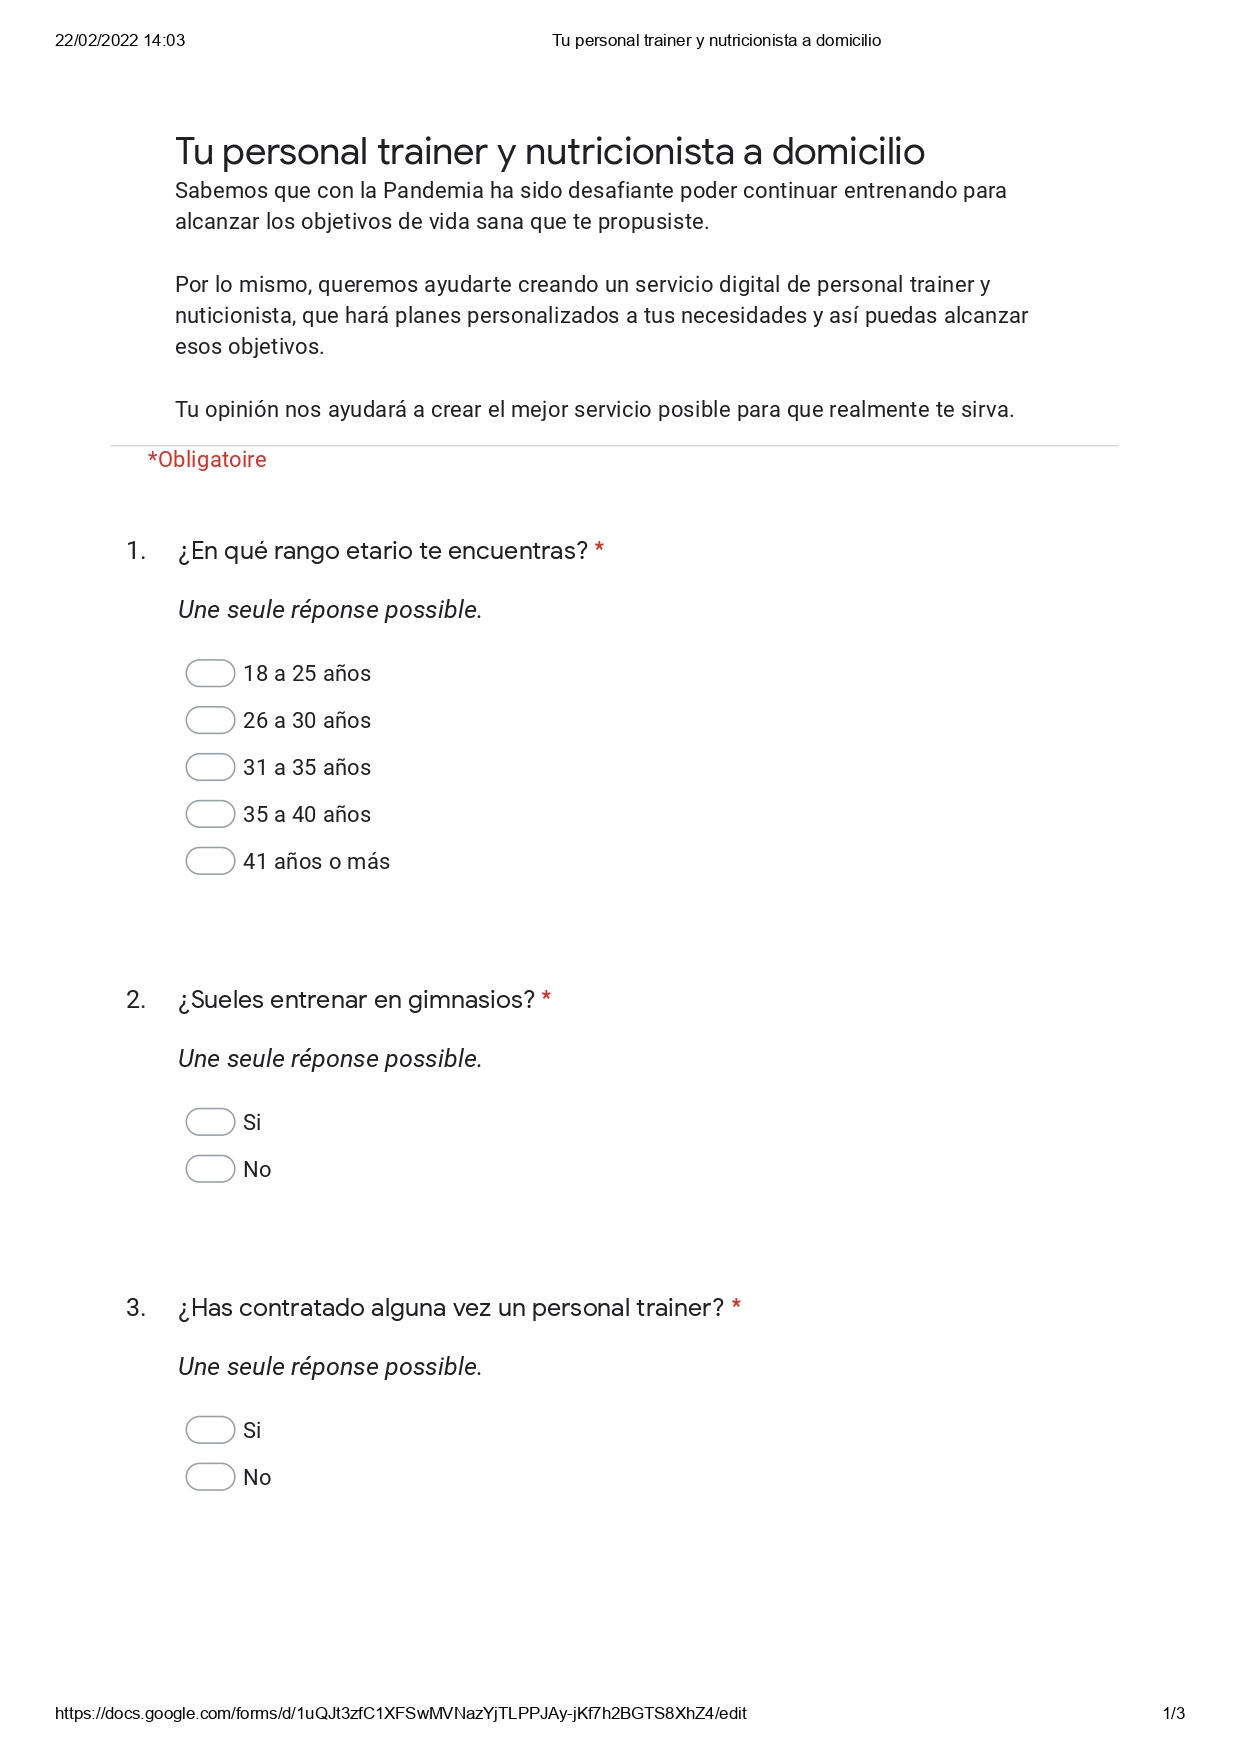 22/02/2022 14:03
Tu personal trainer y nutricionista a domicilio
Tu personal trainer y nutricionista a domicilio
Sabemos que con la Pandemia ha sido desafiante poder continuar entrenando para
alcanzar los objetivos de vida sana que te propusiste.
Por lo mismo, queremos ayudarte creando un servicio digital de personal trainer y
nuticionista, que hará planes personalizados a tus necesidades y así puedas alcanzar
esos objetivos.
Tu opinión nos ayudará a crear el mejor servicio posible para que realmente te sirva.
*Obligatoire
1. ¿En qué rango etario te encuentras? *
Une seule réponse possible.
18 a 25 años
26 a 30 años
31 a 35 años
35 a 40 años
41 años o más
2. ¿Sueles entrenar en gimnasios? *
Une seule réponse possible.
Si
No
3. ¿Has contratado alguna vez un personal trainer? *
Une seule réponse possible.
Si
No
https://docs.google.com/forms/d/1uQJt3zfC1XFSwMVNazYjTLPPJAy-jKf7h2BGTS8XhZ4/edit
1/3